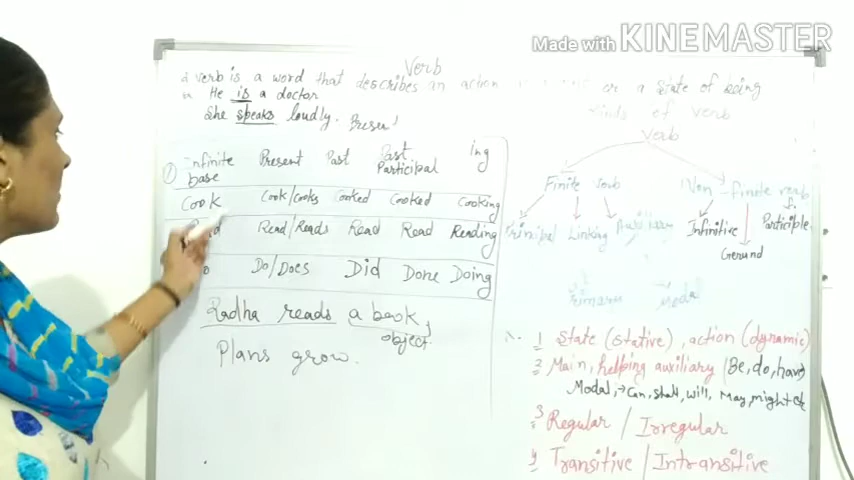 Made with KINEMASTER
Verb
A verb is a word that describes an action or a state of being
He is a doctor
She speaks loudly. Presen
Kinds of verb
Verb
Finite verb
Non-finite verb
Principal Linking Auxiliary
Infinitive Gerund Participle
Primary Modal
1 Infinite base Present Past Past Participal ing
Cook Cook/Cooks Cooked Cooked Cooking
Read/Reads Read Read Reading
Do/Does Did Done Doing
Radha reads a book
object
Plans grow.
1 State (stative), action (dynamic)
2 Main, helping auxiliary (Be, do, have)
Modal, → Can, shall, will, May, might etc
3 Regular / Irregular
4 Transitive / Intransitive